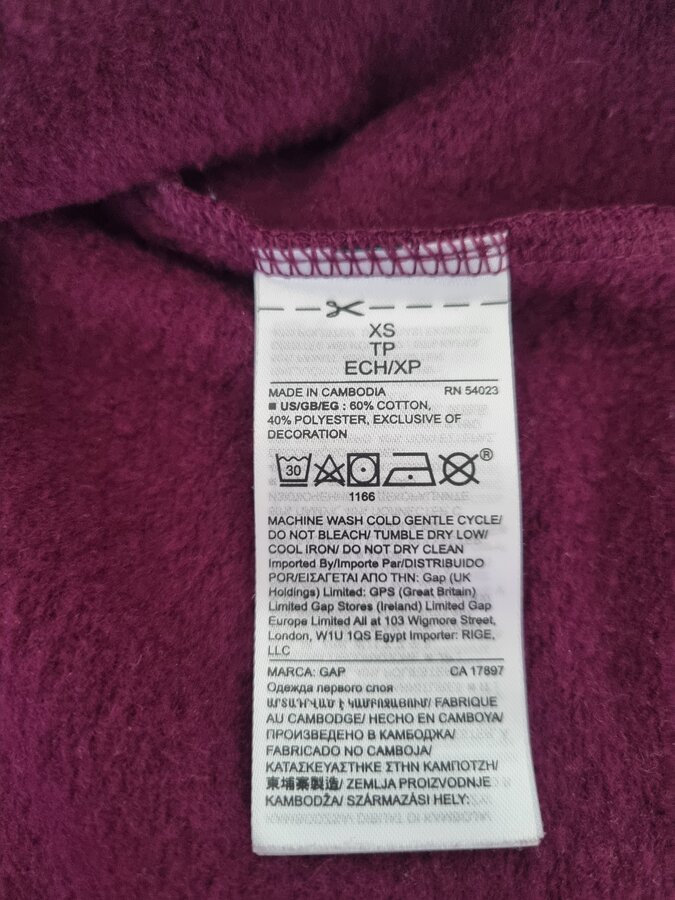 XS
TP
ECH/XP
MADE IN CAMBODIA RN 54023
■ US/GB/EG : 60% COTTON,
40% POLYESTER, EXCLUSIVE OF
DECORATION
30 ®
1166
MACHINE WASH COLD GENTLE CYCLE/
DO NOT BLEACH/ TUMBLE DRY LOW/
COOL IRON/ DO NOT DRY CLEAN
Imported By/Importe Par/DISTRIBUIDO
POR/ΕΙΣΑΓΕΤΑΙ ΑΠΟ ΤΗΝ: Gap (UK
Holdings) Limited: GPS (Great Britain)
Limited Gap Stores (Ireland) Limited Gap
Europe Limited All at 103 Wigmore Street,
London, W1U 1QS Egypt Importer: RIGE,
LLC
MARCA: GAP CA 17897
Одежда первого слоя
ԱՐՏԱԴՐՎԱԾ Է ԿԱՄԲՈՋԱՅՈՒՄ/ FABRIQUE
AU CAMBODGE/ HECHO EN CAMBOYA/
ПРОИЗВЕДЕНО В КАМБОДЖА/
FABRICADO NO CAMBOJA/
ΚΑΤΑΣΚΕΥΑΣΤΗΚΕ ΣΤΗΝ ΚΑΜΠΟΤΖΗ/
柬埔寨製造/ ZEMLJA PROIZVODNJE
KAMBODŽA/ SZÁRMAZÁSI HELY: